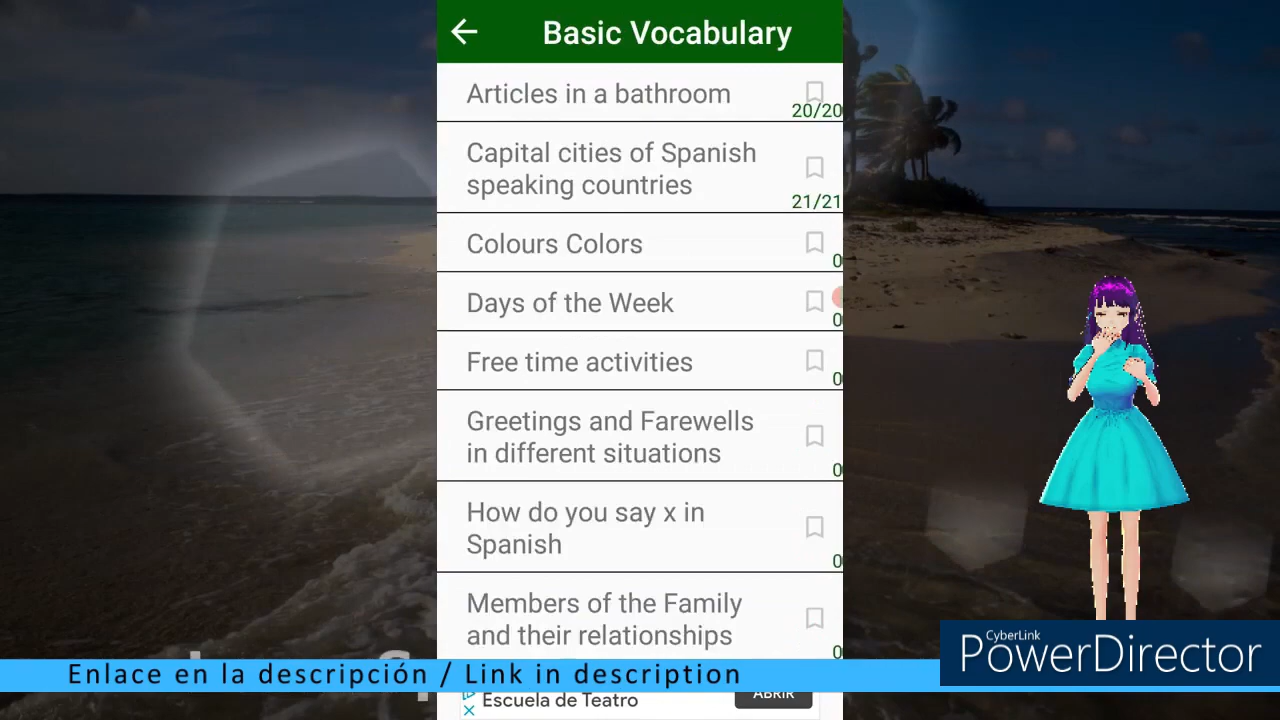 Basic Vocabulary
Articles in a bathroom
20/20
Capital cities of Spanish
speaking countries
21/21
Colours Colors
0
Days of the Week
0
Free time activities
0
Greetings and Farewells
in different situations
0
How do you say x in
Spanish
0
Members of the Family
and their relationships
0
CyberLink
PowerDirector
Enlace en la descripción / Link in description
Escuela de Teatro
ABRIR